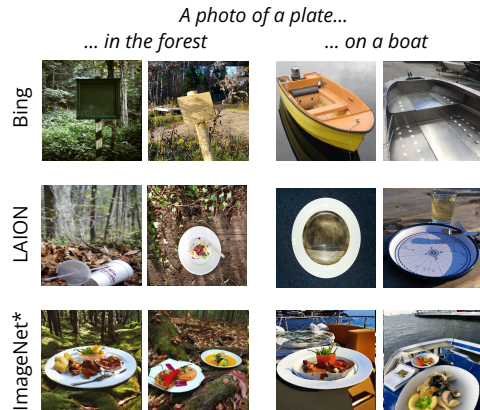 A photo of a plate...
... in the forest
... on a boat
Bing
LAION
ImageNet*